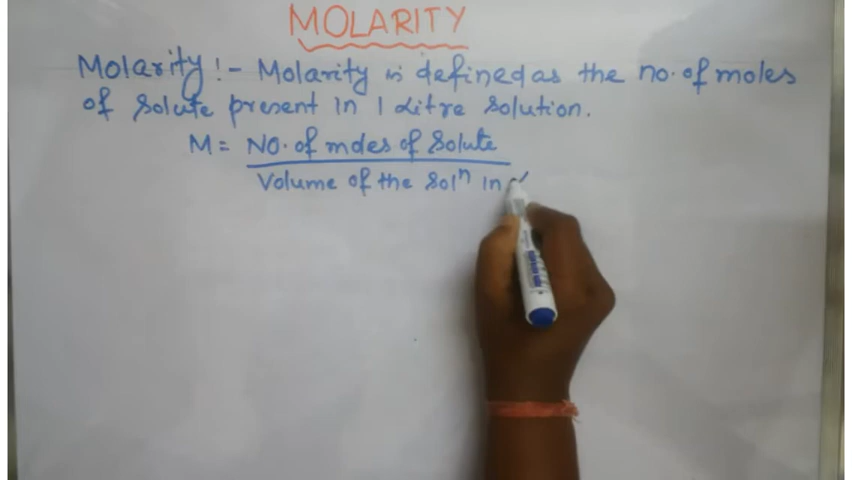 MOLARITY
Molarity :- Molarity is defined as the no. of moles
of Solute present in 1 Litre Solution.
M = NO. of moles of Solute
Volume of the Solⁿ in